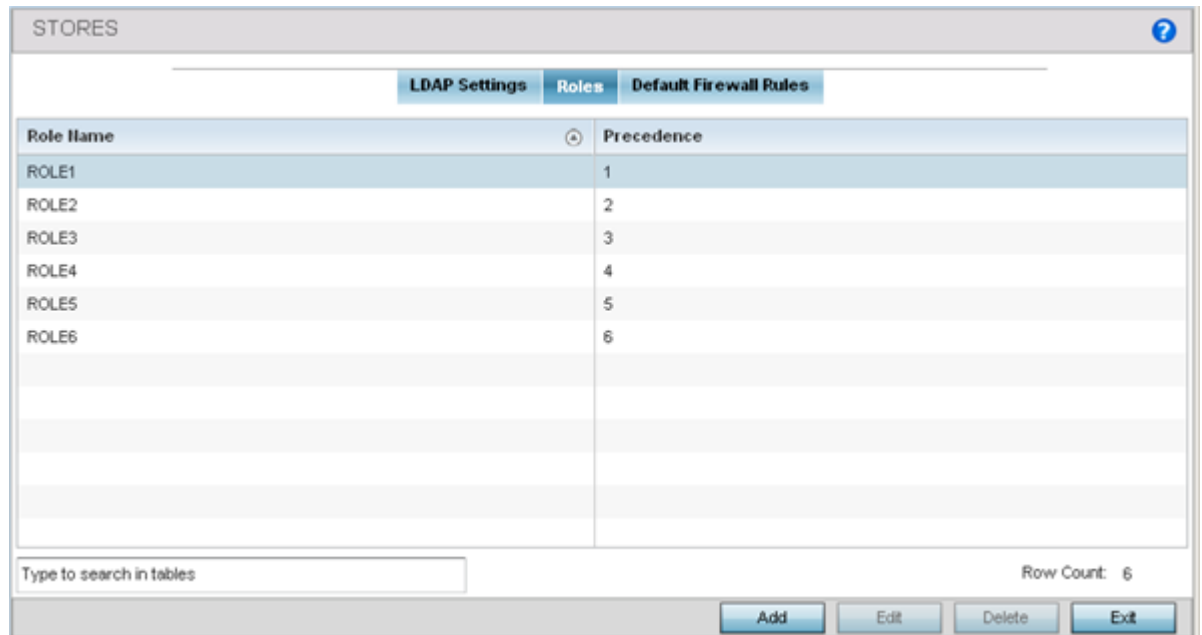 STORES
?
LDAP Settings Roles Default Firewall Rules
Role Name Precedence
ROLE1 1
ROLE2 2
ROLE3 3
ROLE4 4
ROLE5 5
ROLE6 6
Type to search in tables Row Count: 6
Add Edit Delete Exit